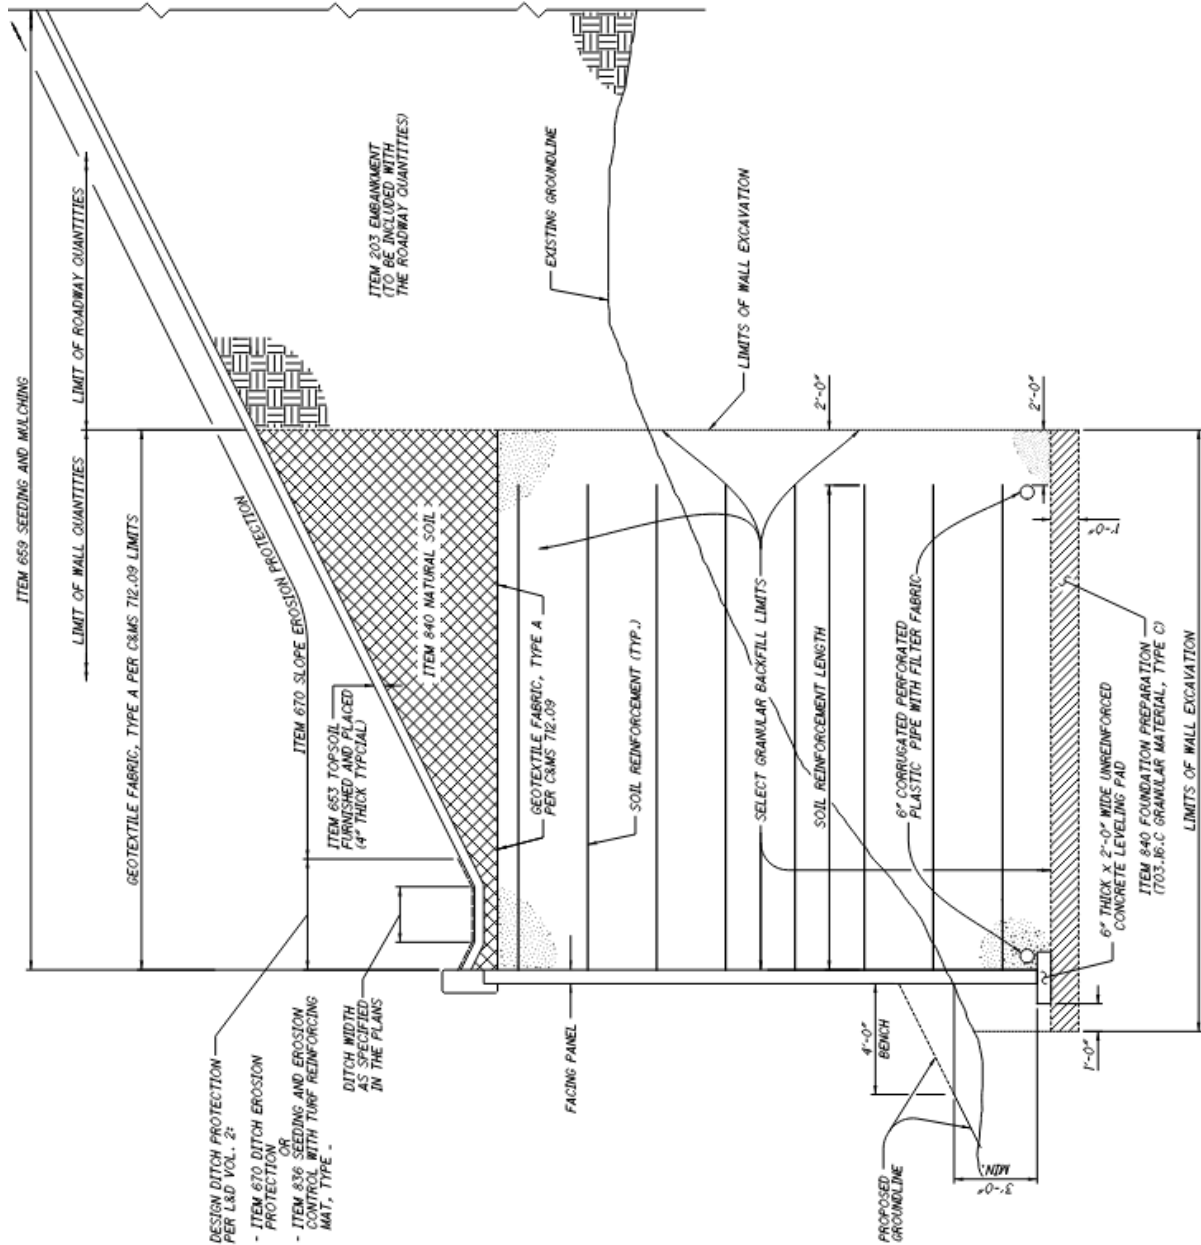 ITEM 659 SEEDING AND MULCHING
LIMIT OF WALL QUANTITIES
LIMIT OF ROADWAY QUANTITIES
GEOTEXTILE FABRIC, TYPE A PER C&MS 712.09 LIMITS
ITEM 670 SLOPE EROSION PROTECTION
DESIGN DITCH PROTECTION
PER L&D VOL. 2:
- ITEM 670 DITCH EROSION
PROTECTION
OR
- ITEM 836 SEEDING AND EROSION
CONTROL WITH TURF REINFORCING
MAT, TYPE -
ITEM 653 TOPSOIL
FURNISHED AND PLACED
(4" THICK TYPCIAL)
DITCH WIDTH
AS SPECIFIED
IN THE PLANS
ITEM 203 EMBANKMENT
(TO BE INCLUDED WITH
THE ROADWAY QUANTITIES)
ITEM 840 NATURAL SOIL
GEOTEXTILE FABRIC, TYPE A
PER C&MS 712.09
EXISTING GROUNDLINE
FACING PANEL
SOIL REINFORCEMENT (TYP.)
LIMITS OF WALL EXCAVATION
SELECT GRANULAR BACKFILL LIMITS
SOIL REINFORCEMENT LENGTH
2'-0"
4'-0"
BENCH
PROPOSED
GROUNDLINE
6" CORRUGATED PERFORATED
PLASTIC PIPE WITH FILTER FABRIC
3'-0"
MIN.
2'-0"
1'-0"
1'-0"
6" THICK x 2'-0" WIDE UNREINFORCED
CONCRETE LEVELING PAD
ITEM 840 FOUNDATION PREPARATION
(703.16.C GRANULAR MATERIAL, TYPE C)
LIMITS OF WALL EXCAVATION